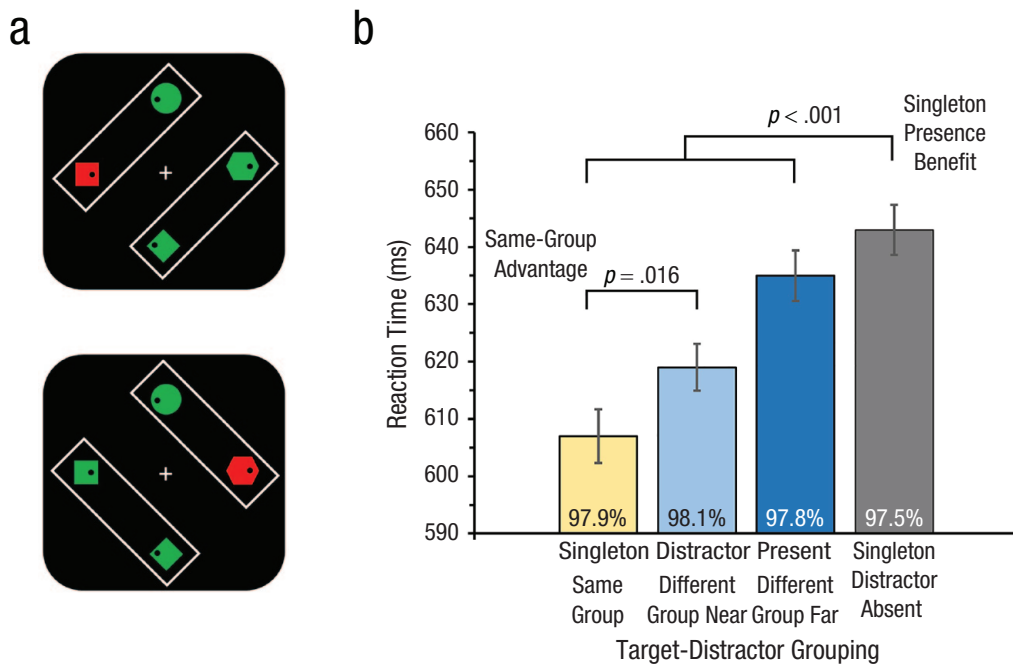 a
b
660
650
640
630
620
610
600
590
Reaction Time (ms)
p < .001
Singleton
Presence
Benefit
Same-Group
Advantage
p = .016
97.9%
98.1%
97.8%
97.5%
Singleton Distractor Present
Same
Group
Different
Group Near
Different
Group Far
Singleton
Distractor
Absent
Target-Distractor Grouping